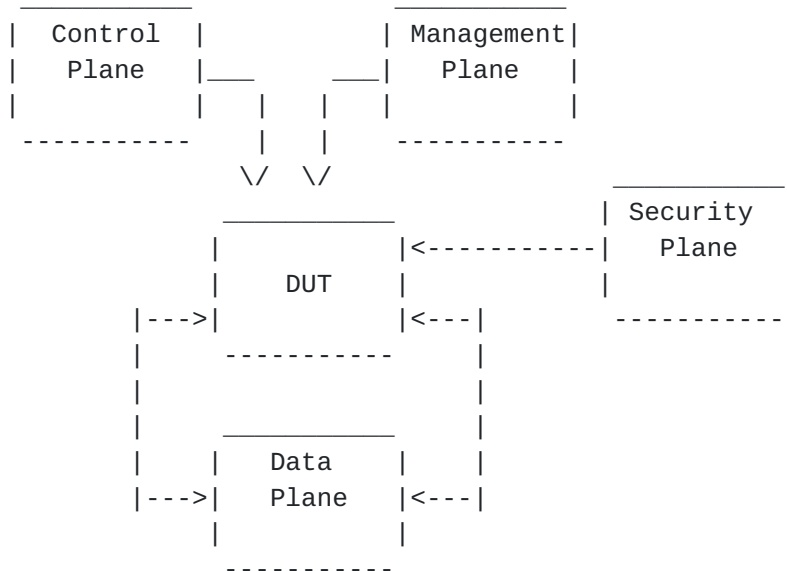 Control
Plane
Management
Plane
Security
Plane
DUT
Data
Plane